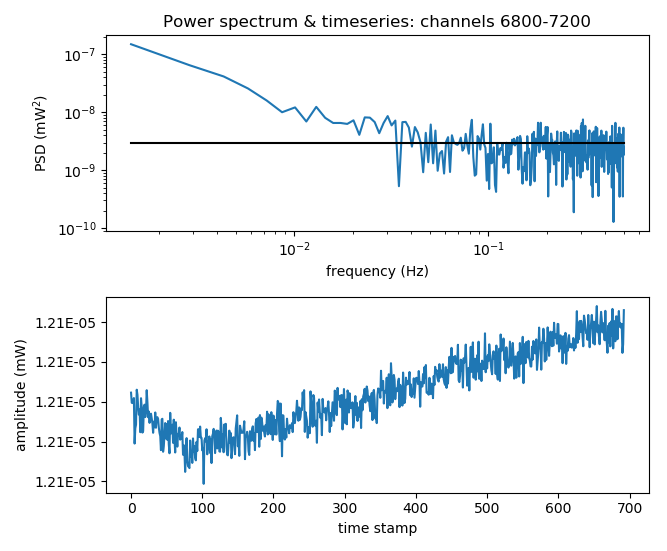 Power spectrum & timeseries: channels 6800-7200
10⁻⁷
10⁻⁸
10⁻⁹
10⁻¹⁰
PSD (mW²)
10⁻² 10⁻¹
frequency (Hz)
1.21E-05
1.21E-05
1.21E-05
1.21E-05
1.21E-05
amplitude (mW)
0 100 200 300 400 500 600 700
time stamp